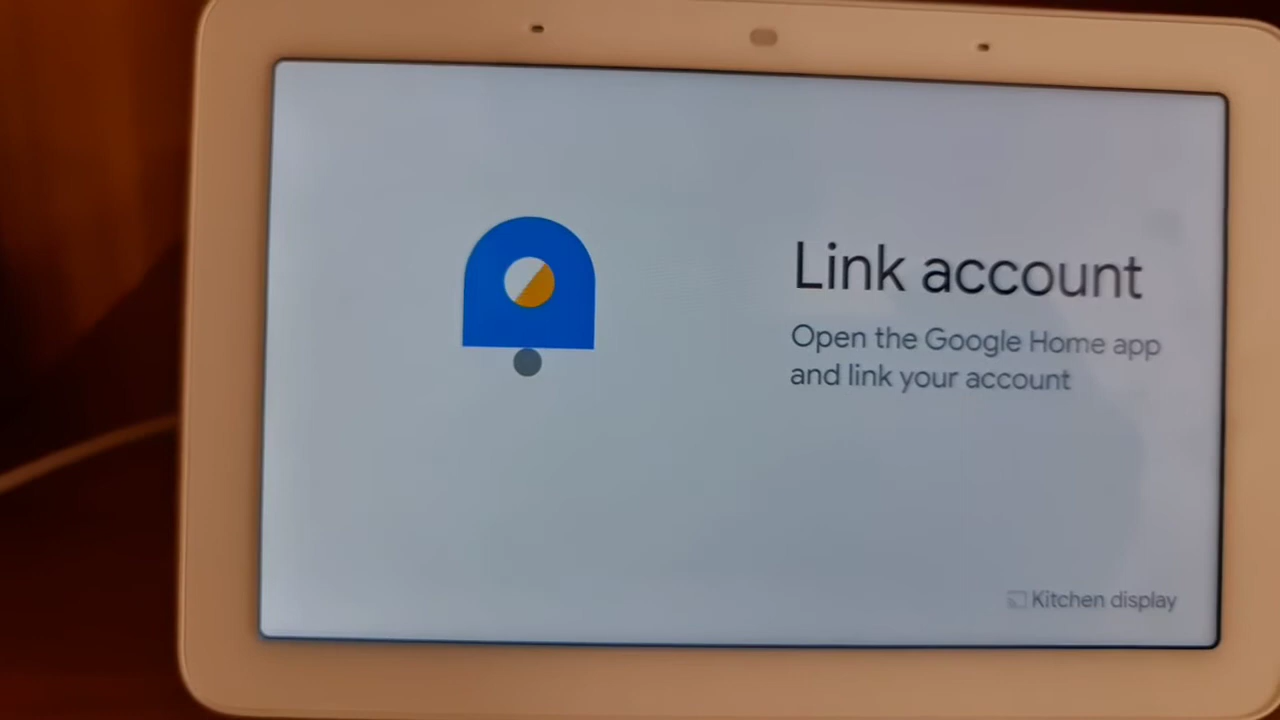 Link account
Open the Google Home app
and link your account
Kitchen display